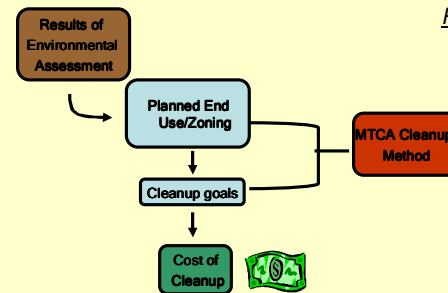 Results of
Environmental
Assessment
Planned End
Use/Zoning
MTCA Cleanup
Method
Cleanup goals
Cost of
Cleanup